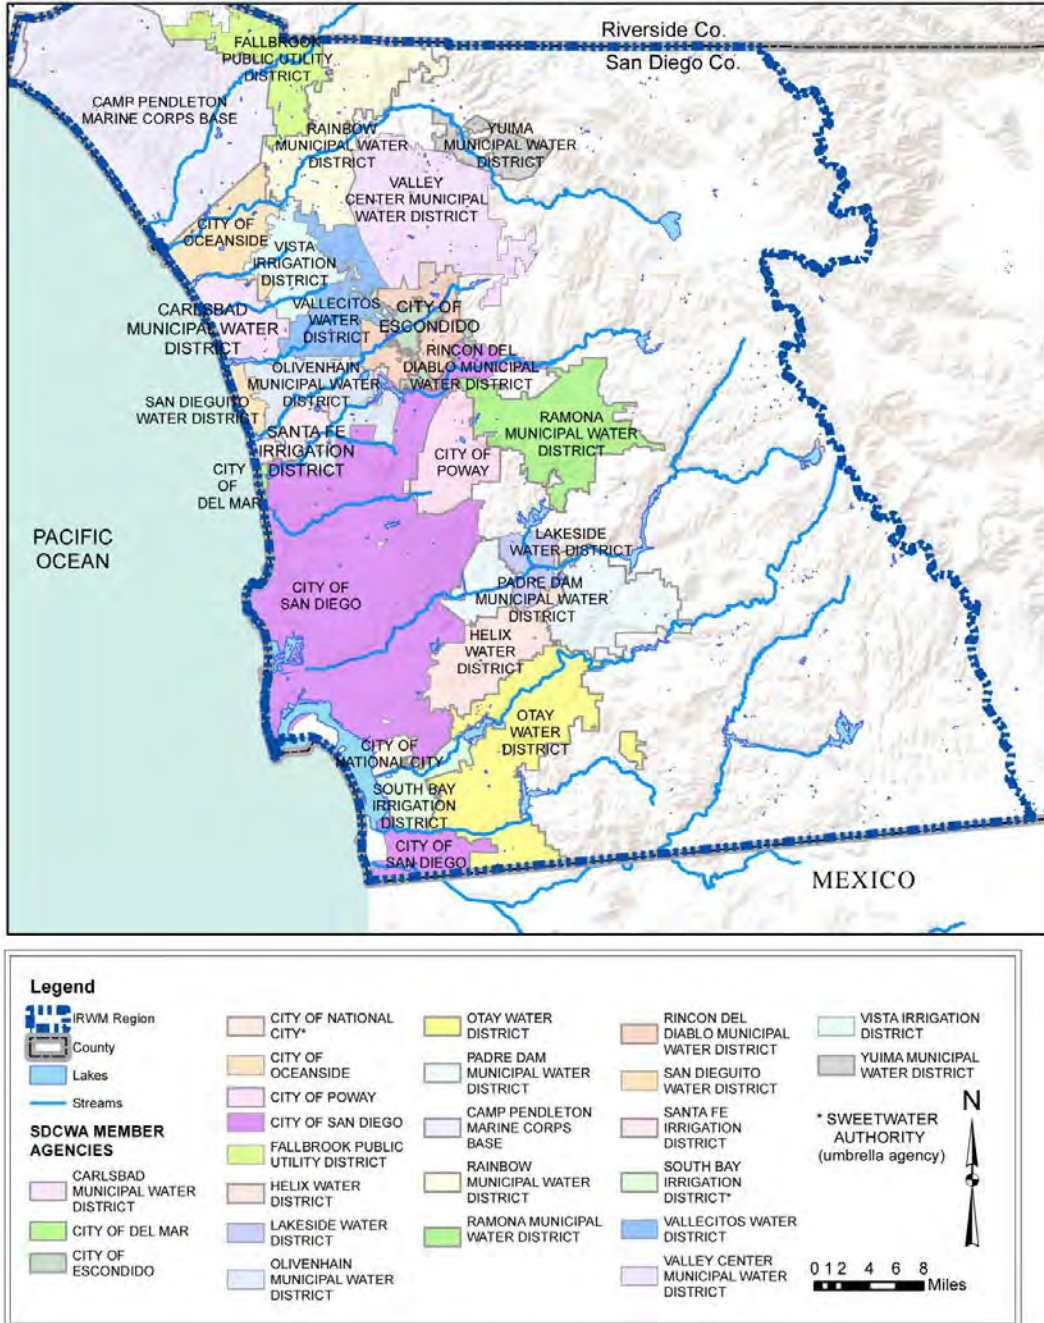 Riverside Co.
San Diego Co.
FALLBROOK
PUBLIC UTILITY
DISTRICT
CAMP PENDLETON
MARINE CORPS BASE
RAINBOW
MUNICIPAL WATER
DISTRICT
YUIMA
MUNICIPAL WATER
DISTRICT
VALLEY
CENTER MUNICIPAL
WATER DISTRICT
CITY OF
OCEANSIDE
VISTA
IRRIGATION
DISTRICT
CARLSBAD
MUNICIPAL WATER
DISTRICT
VALLECITOS
WATER
DISTRICT
CITY OF
ESCONDIDO
RINCON DEL
DIABLO MUNICIPAL
WATER DISTRICT
OLIVENHAIN
MUNICIPAL WATER
DISTRICT
SAN DIEGUITO
WATER DISTRICT
SANTA FE
IRRIGATION
DISTRICT
RAMONA
MUNICIPAL WATER
DISTRICT
CITY OF
POWAY
CITY
OF
DEL MAR
PACIFIC
OCEAN
LAKESIDE
WATER DISTRICT
CITY OF
SAN DIEGO
PADRE DAM
MUNICIPAL WATER
DISTRICT
HELIX
WATER
DISTRICT
OTAY
WATER
DISTRICT
CITY OF
NATIONAL CITY
SOUTH BAY
IRRIGATION
DISTRICT
CITY OF
SAN DIEGO
MEXICO
Legend
IRWM Region
County
Lakes
Streams
SDCWA MEMBER
AGENCIES
CARLSBAD
MUNICIPAL WATER
DISTRICT
CITY OF DEL MAR
CITY OF
ESCONDIDO
CITY OF NATIONAL
CITY*
CITY OF
OCEANSIDE
CITY OF POWAY
CITY OF SAN DIEGO
FALLBROOK PUBLIC
UTILITY DISTRICT
HELIX WATER
DISTRICT
LAKESIDE WATER
DISTRICT
OLIVENHAIN
MUNICIPAL WATER
DISTRICT
OTAY WATER
DISTRICT
PADRE DAM
MUNICIPAL WATER
DISTRICT
CAMP PENDLETON
MARINE CORPS
BASE
RAINBOW
MUNICIPAL WATER
DISTRICT
RAMONA MUNICIPAL
WATER DISTRICT
RINCON DEL
DIABLO MUNICIPAL
WATER DISTRICT
SAN DIEGUITO
WATER DISTRICT
SANTA FE
IRRIGATION
DISTRICT
SOUTH BAY
IRRIGATION
DISTRICT*
VALLECITOS WATER
DISTRICT
VALLEY CENTER
MUNICIPAL WATER
DISTRICT
VISTA IRRIGATION
DISTRICT
YUIMA MUNICIPAL
WATER DISTRICT
* SWEETWATER
AUTHORITY
(umbrella agency)
N
0 1 2 4 6 8
Miles